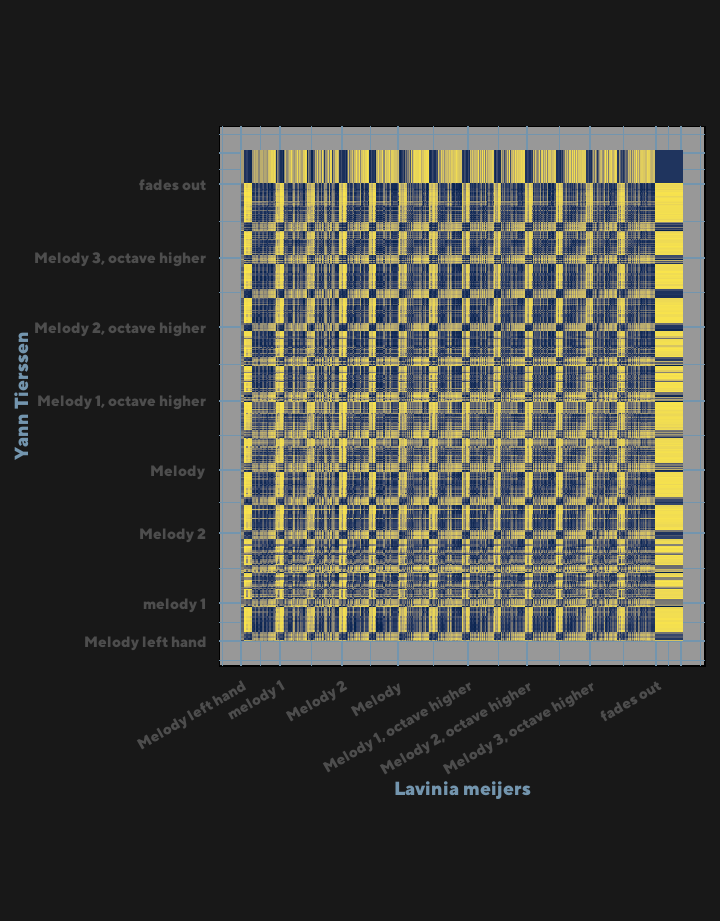 fades out
Melody 3, octave higher
Melody 2, octave higher
Melody 1, octave higher
Melody
Melody 2
melody 1
Melody left hand
Yann Tierssen
Melody left hand
melody 1
Melody 2
Melody
Melody 1, octave higher
Melody 2, octave higher
Melody 3, octave higher
fades out
Lavinia meijers